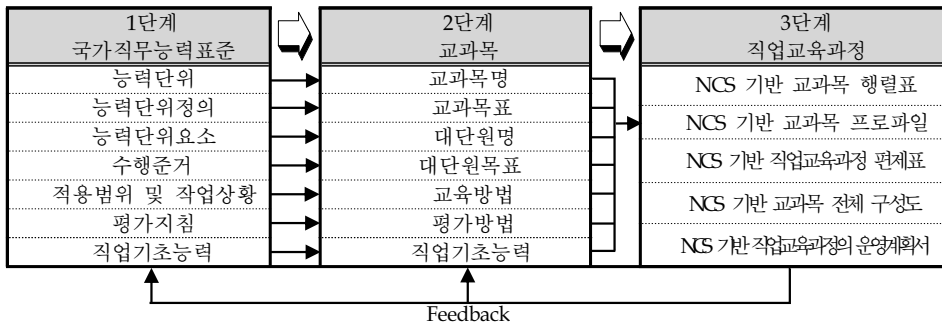 1단계
국가직무능력표준
능력단위
능력단위정의
능력단위요소
수행준거
적용범위 및 작업상황
평가지침
직업기초능력
2단계
교과목
교과목명
교과목표
대단원명
대단원목표
교육방법
평가방법
직업기초능력
3단계
직업교육과정
NCS 기반 교과목 행렬표
NCS 기반 교과목 프로파일
NCS 기반 직업교육과정 편제표
NCS 기반 교과목 전체 구성도
NCS 기반 직업교육과정의 운영계획서
Feedback